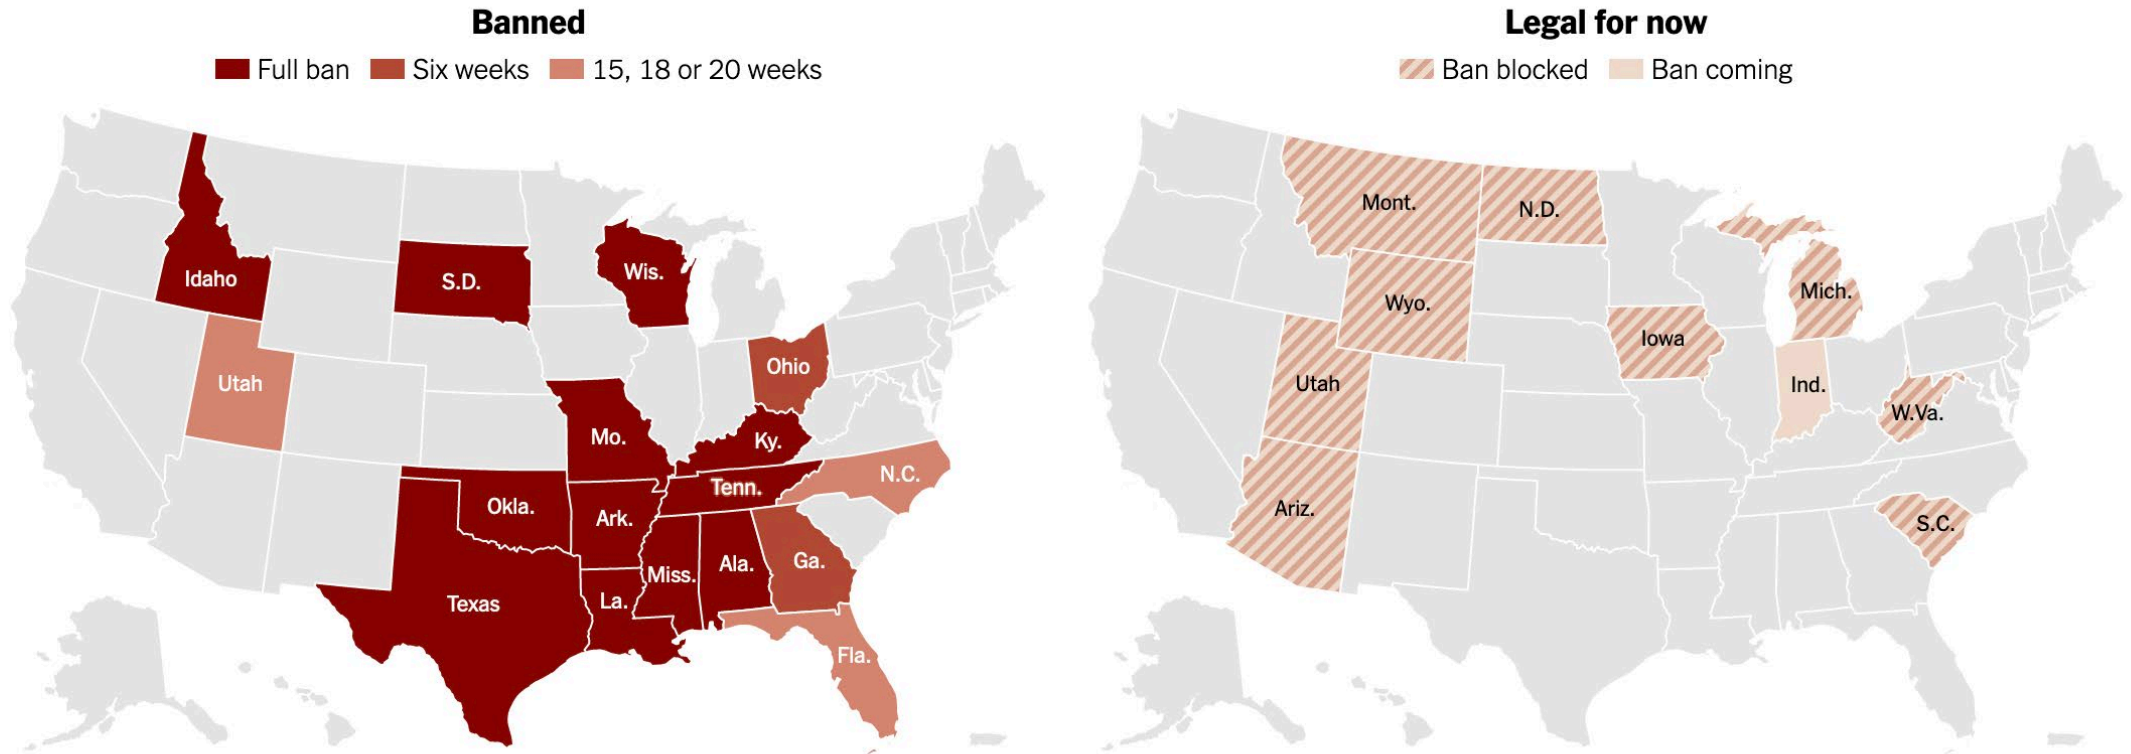 Banned
Full ban Six weeks 15, 18 or 20 weeks
Idaho
S.D.
Wis.
Utah
Ohio
Mo.
Ky.
N.C.
Tenn.
Okla.
Ark.
Miss.
Ala.
Ga.
Texas
La.
Fla.
Legal for now
Ban blocked Ban coming
Mont.
N.D.
Wyo.
Mich.
Iowa
Utah
Ind.
W.Va.
Ariz.
S.C.